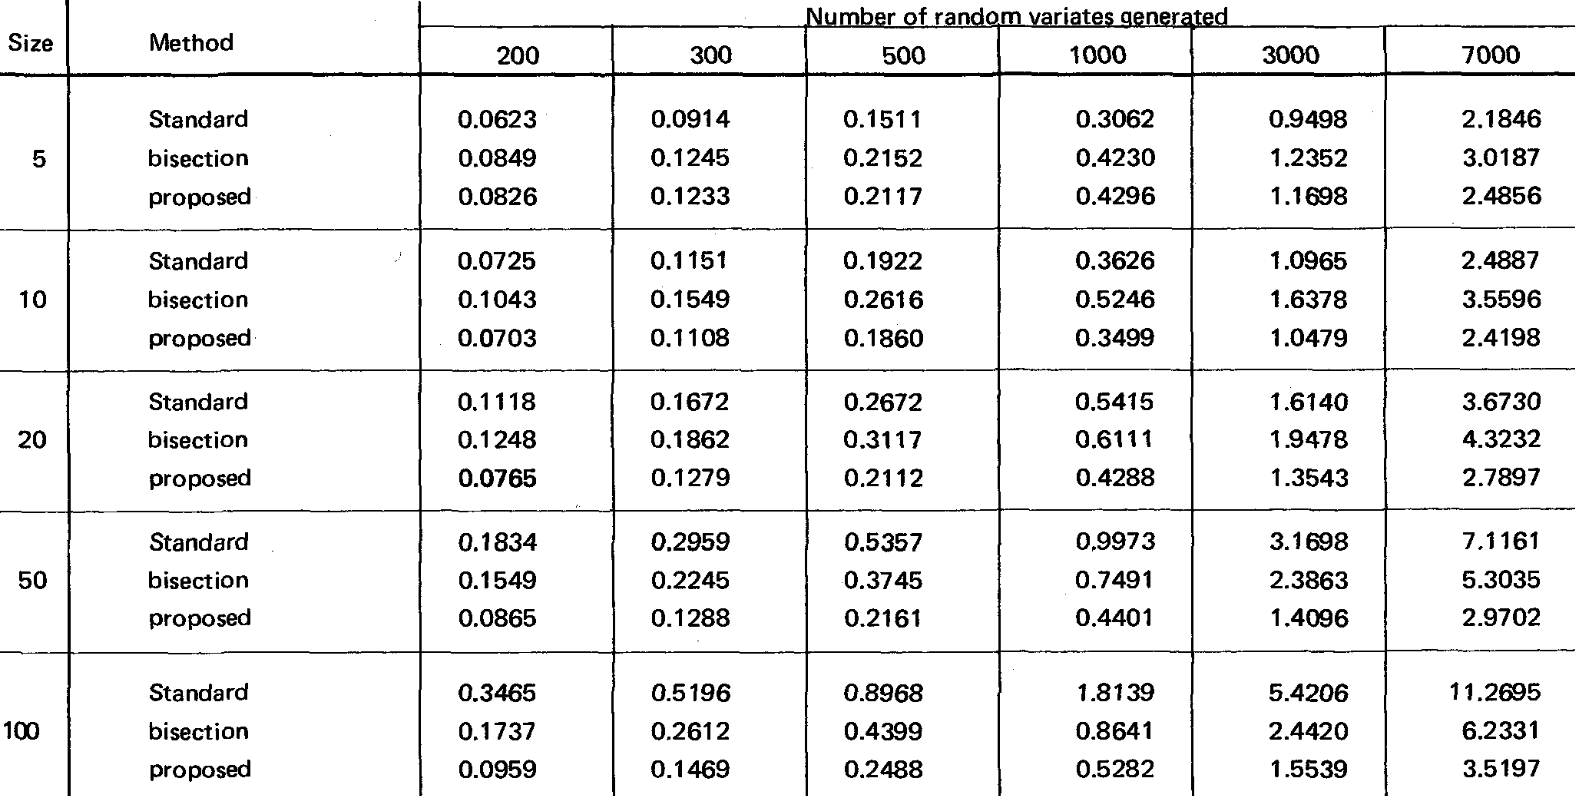 Number of random variates generated
Size Method 200 300 500 1000 3000 7000
Standard 0.0623 0.0914 0.1511 0.3062 0.9498 2.1846
5 bisection 0.0849 0.1245 0.2152 0.4230 1.2352 3.0187
proposed 0.0826 0.1233 0.2117 0.4296 1.1698 2.4856
Standard 0.0725 0.1151 0.1922 0.3626 1.0965 2.4887
10 bisection 0.1043 0.1549 0.2616 0.5246 1.6378 3.5596
proposed 0.0703 0.1108 0.1860 0.3499 1.0479 2.4198
Standard 0.1118 0.1672 0.2672 0.5415 1.6140 3.6730
20 bisection 0.1248 0.1862 0.3117 0.6111 1.9478 4.3232
proposed 0.0765 0.1279 0.2112 0.4288 1.3543 2.7897
Standard 0.1834 0.2959 0.5357 0.9973 3.1698 7.1161
50 bisection 0.1549 0.2245 0.3745 0.7491 2.3863 5.3035
proposed 0.0865 0.1288 0.2161 0.4401 1.4096 2.9702
Standard 0.3465 0.5196 0.8968 1.8139 5.4206 11.2695
100 bisection 0.1737 0.2612 0.4399 0.8641 2.4420 6.2331
proposed 0.0959 0.1469 0.2488 0.5282 1.5539 3.5197